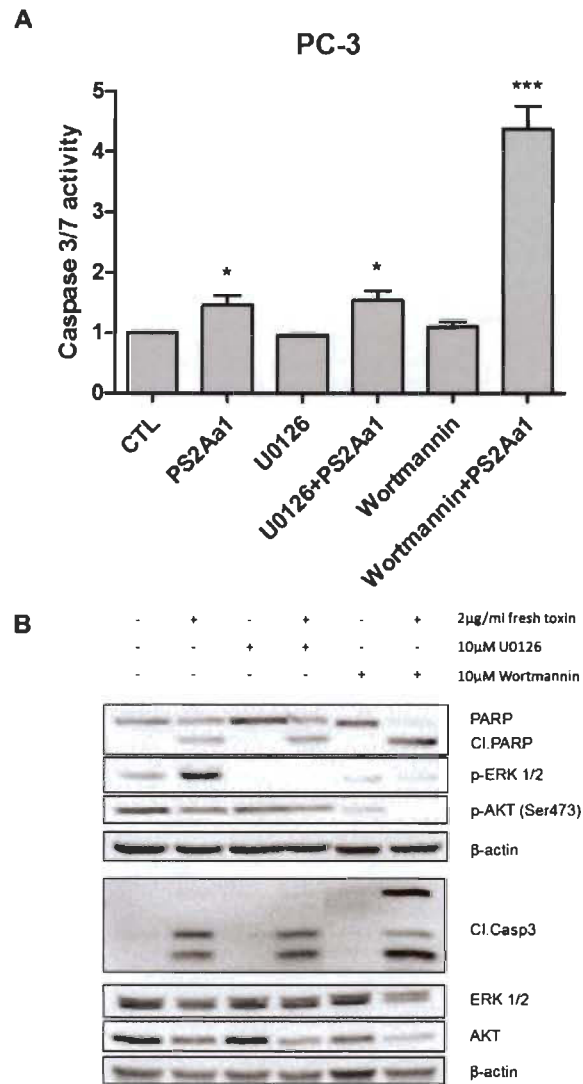 A
PC-3
Caspase 3/7 activity
5
4
3
2
1
0
* * ***
CTL
PS2Aa1
U0126
U0126+PS2Aa1
Wortmannin
Wortmannin+PS2Aa1
B
- + - + - + 2µg/ml fresh toxin
- - + + - - 10µM U0126
- - - - + + 10µM Wortmannin
PARP
Cl.PARP
p-ERK 1/2
p-AKT (Ser473)
β-actin
Cl.Casp3
ERK 1/2
AKT
β-actin